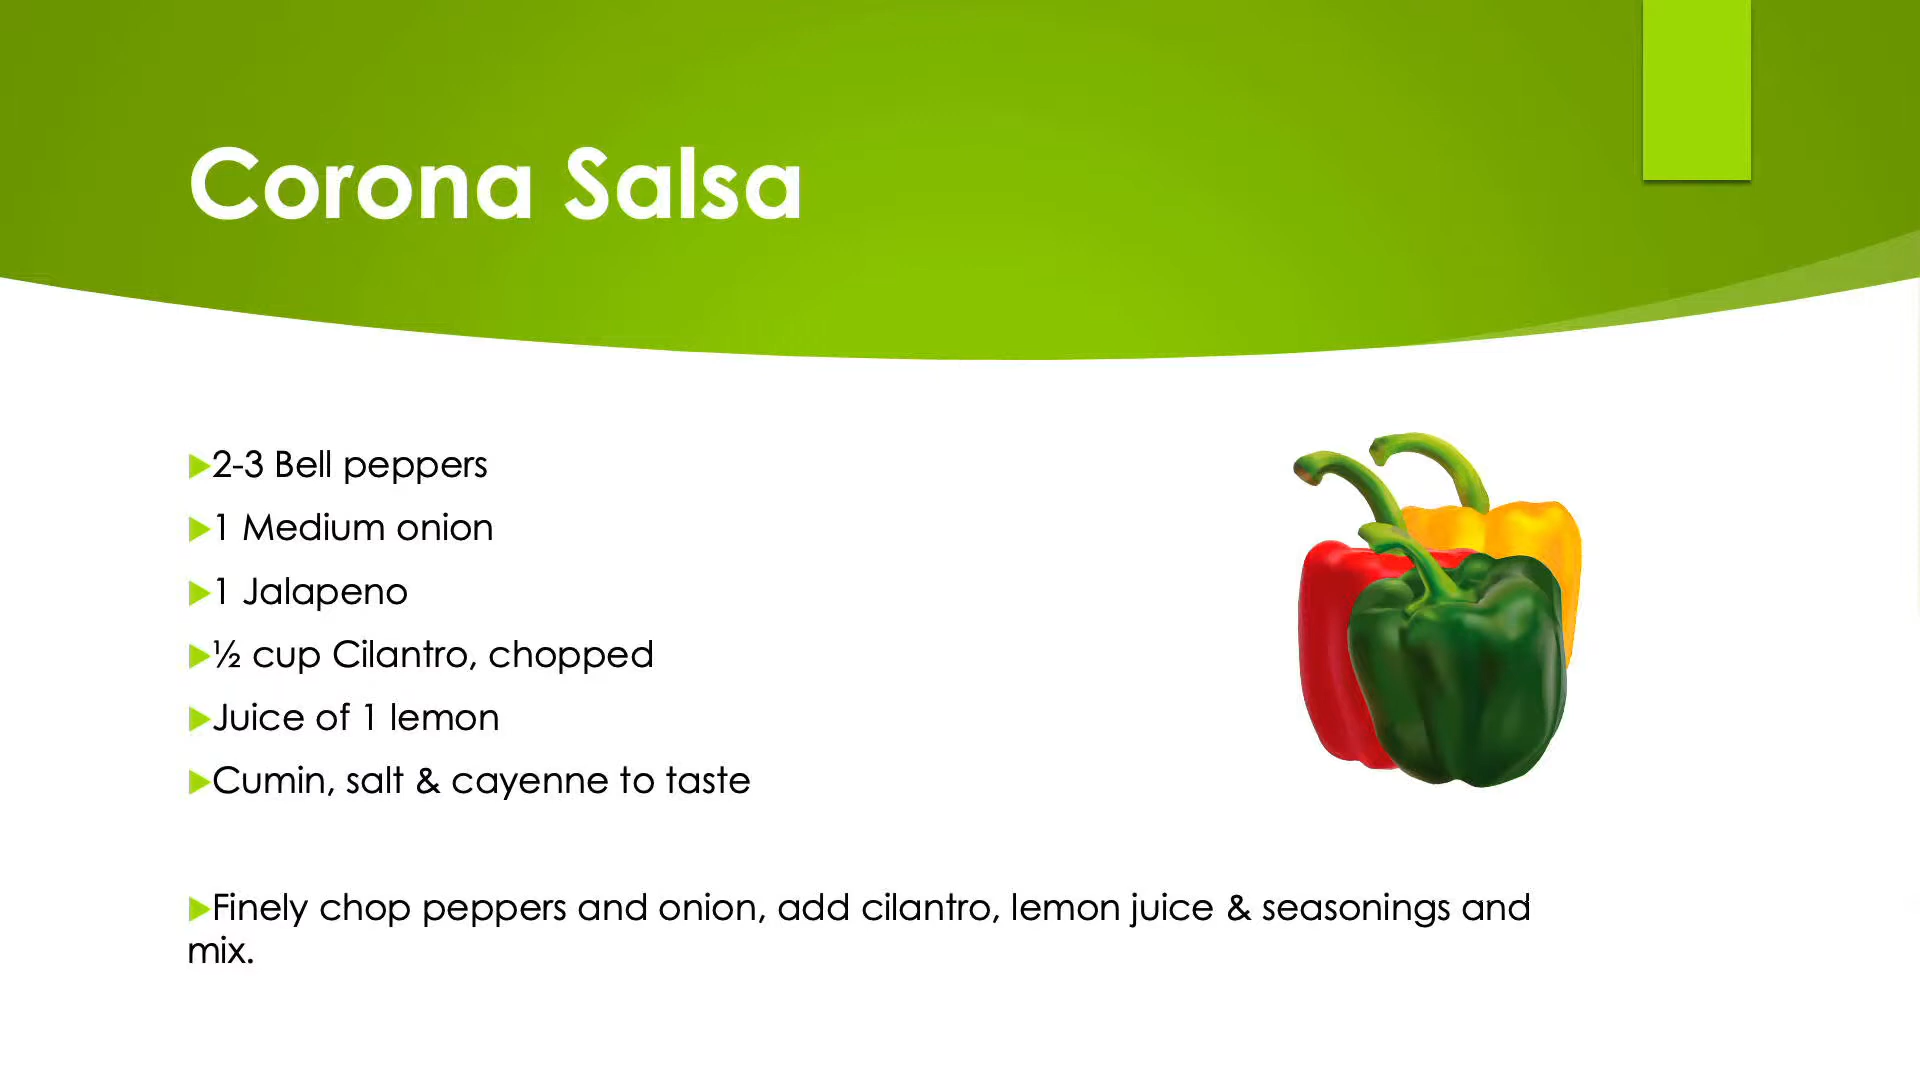 Corona Salsa
2-3 Bell peppers
1 Medium onion
1 Jalapeno
½ cup Cilantro, chopped
Juice of 1 lemon
Cumin, salt & cayenne to taste
Finely chop peppers and onion, add cilantro, lemon juice & seasonings and
mix.